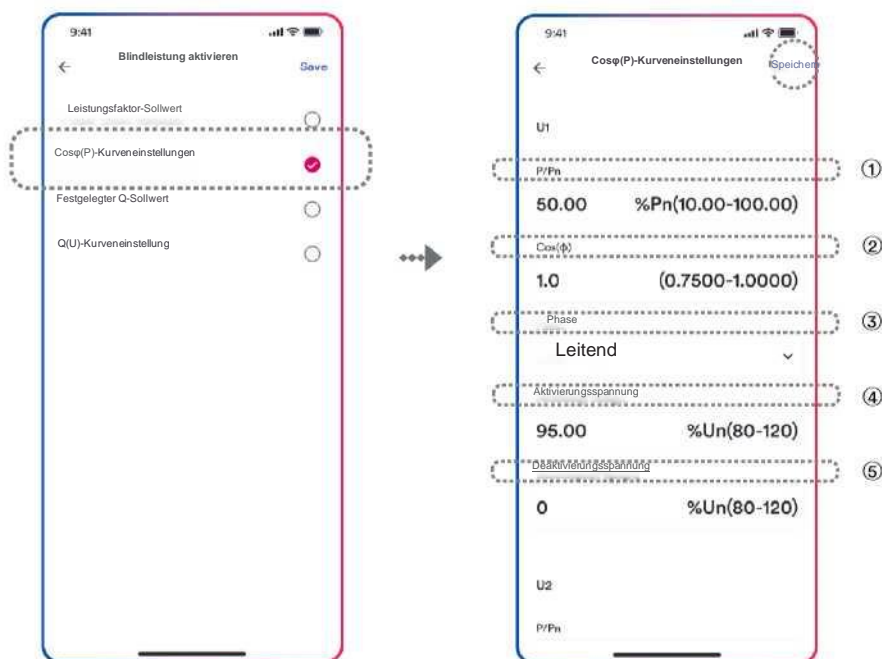 9:41
Blindleistung aktivieren
Save
Leistungsfaktor-Sollwert
Cosφ(P)-Kurveneinstellungen
Festgelegter Q-Sollwert
Q(U)-Kurveneinstellung
9:41
Cosφ(P)-Kurveneinstellungen
Speichern
U1
P/Pn
①
50.00 %Pn(10.00-100.00)
Cos(φ)
②
1.0 (0.7500-1.0000)
Phase
③
Leitend
Aktivierungsspannung
④
95.00 %Un(80-120)
Deaktivierungsspannung
⑤
0 %Un(80-120)
U2
P/Pn